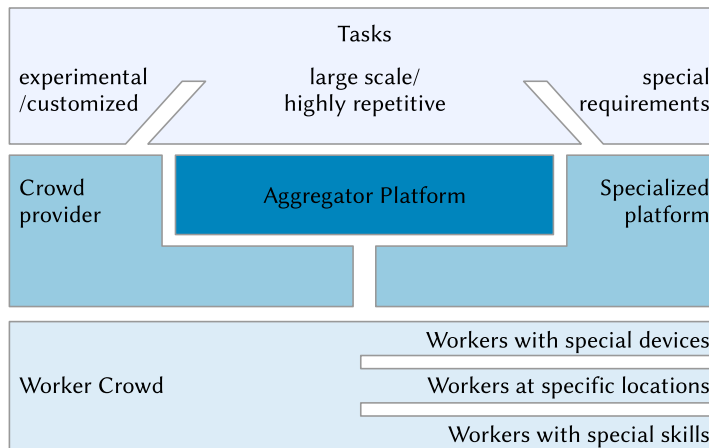 Tasks
experimental
/customized
large scale/
highly repetitive
special
requirements
Crowd
provider
Aggregator Platform
Specialized
platform
Worker Crowd
Workers with special devices
Workers at specific locations
Workers with special skills